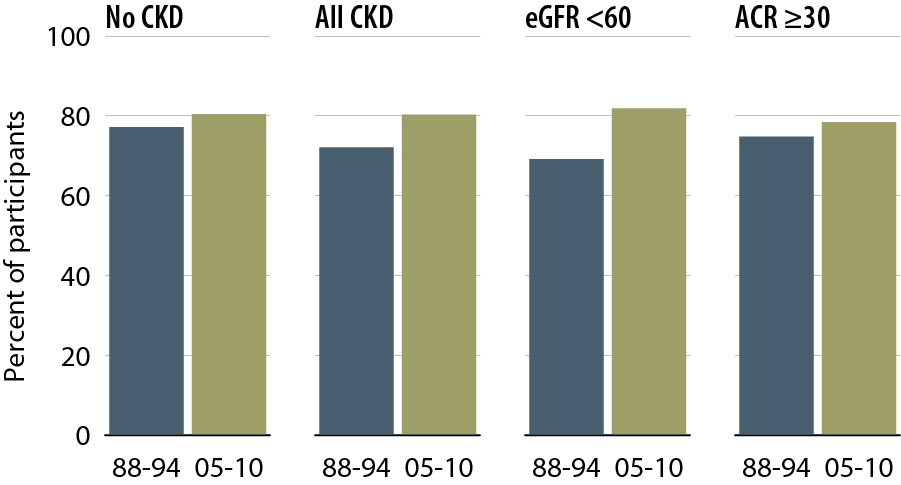 No CKD
All CKD
eGFR <60
ACR ≥30
Percent of participants
100
80
60
40
20
0
88-94 05-10
88-94 05-10
88-94 05-10
88-94 05-10